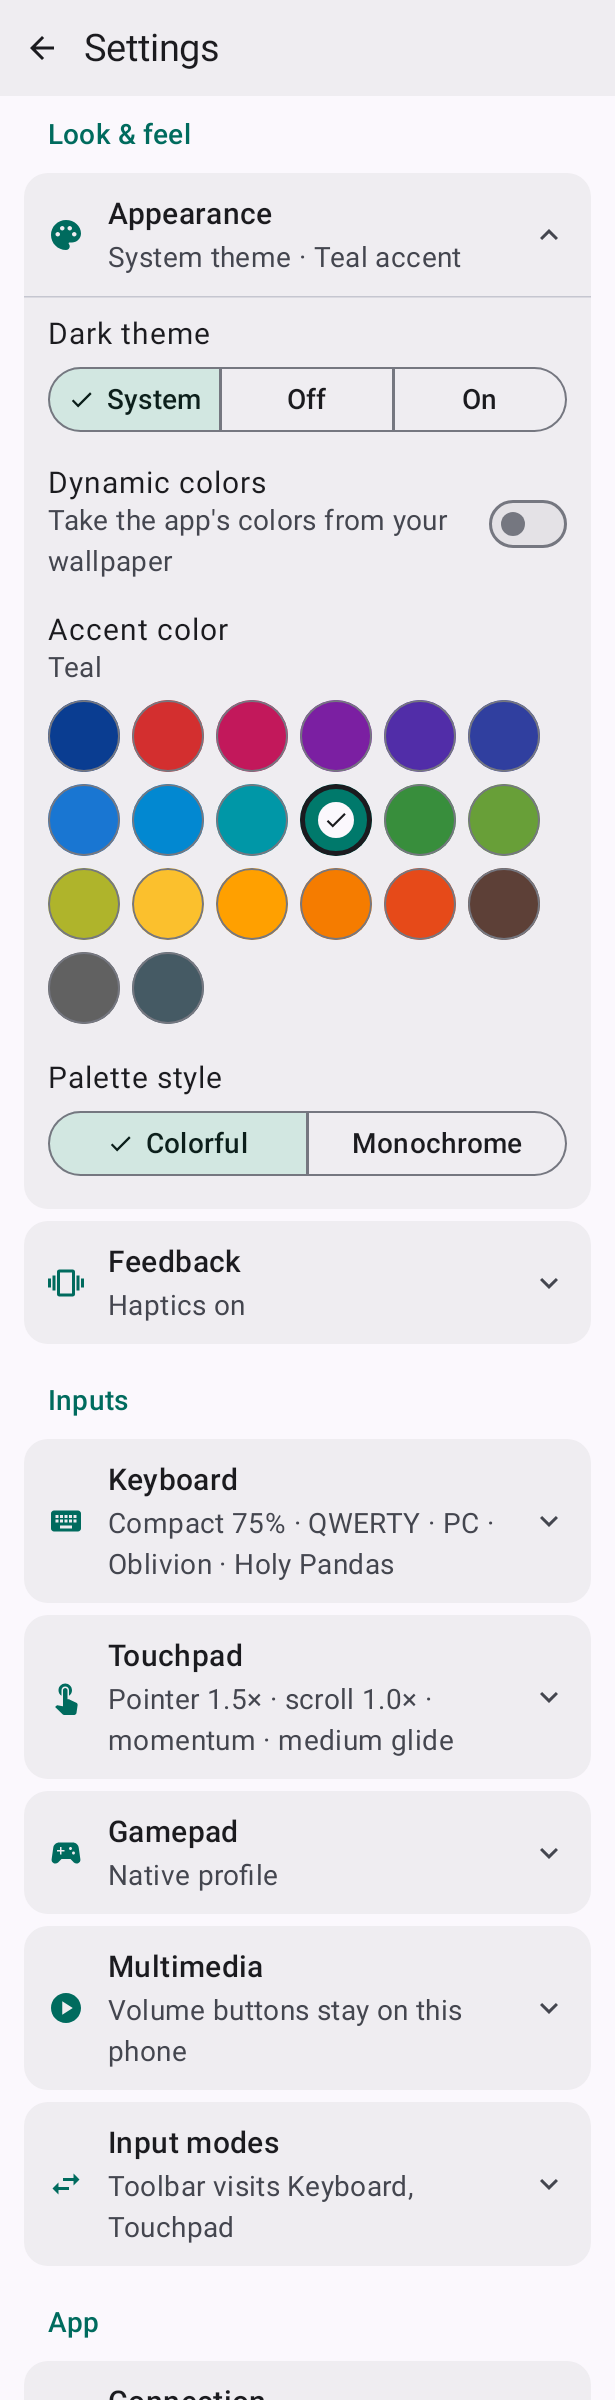 Settings
Look & feel
Appearance
System theme · Teal accent
Dark theme
System
Off
On
Dynamic colors
Take the app's colors from your
wallpaper
Accent color
Teal
Palette style
Colorful
Monochrome
Feedback
Haptics on
Inputs
Keyboard
Compact 75% · QWERTY · PC ·
Oblivion · Holy Pandas
Touchpad
Pointer 1.5× · scroll 1.0× ·
momentum · medium glide
Gamepad
Native profile
Multimedia
Volume buttons stay on this
phone
Input modes
Toolbar visits Keyboard,
Touchpad
App
Connection